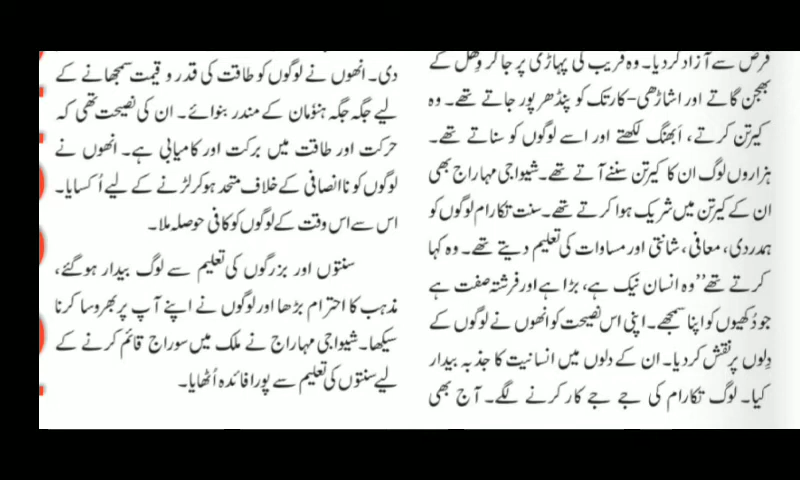 قرض سے آزاد کردیا۔ وہ قریب کی پہاڑی پر جا کر وِٹھل کے
بھجن گاتے اور اشاڑھی-کارتک کو پنڈھر پور جاتے تھے۔ وہ
کیرتن کرتے، اَبھنگ لکھتے اور اسے لوگوں کو سناتے تھے۔
ہزاروں لوگ ان کا کیرتن سننے آتے تھے۔ شیواجی مہاراج بھی
ان کے کیرتن میں شریک ہوا کرتے تھے۔ سنت تکارام لوگوں کو
ہمدردی، معافی، شانتی اور مساوات کی تعلیم دیتے تھے۔ وہ کہا
کرتے تھے ”وہ انسان نیک ہے، بڑا ہے اور فرشتہ صفت ہے
جو دُکھیوں کو اپنا سمجھے۔ اپنی اس نصیحت کو انھوں نے لوگوں کے
دِلوں پر نقش کردیا۔ ان کے دلوں میں انسانیت کا جذبہ بیدار
کیا۔ لوگ تکارام کی جے جے کار کرنے لگے۔ آج بھی
دی۔ انھوں نے لوگوں کو طاقت کی قدر و قیمت سمجھانے کے
لیے جگہ جگہ ہنُومان کے مندر بنوائے۔ ان کی نصیحت تھی کہ
حرکت اور طاقت میں برکت اور کامیابی ہے۔ انھوں نے
لوگوں کو ناانصافی کے خلاف متحد ہوکر لڑنے کے لیے اُکسایا۔
اس سے اس وقت کے لوگوں کو کافی حوصلہ ملا۔
سنتوں اور بزرگوں کی تعلیم سے لوگ بیدار ہوگئے،
مذہب کا احترام بڑھا اور لوگوں نے اپنے آپ پر بھروسا کرنا
سیکھا۔ شیواجی مہاراج نے ملک میں سوراج قائم کرنے کے
لیے سنتوں کی تعلیم سے پورا فائدہ اُٹھایا۔